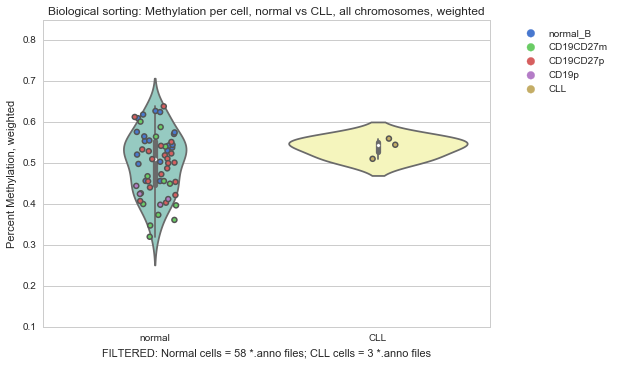 Biological sorting: Methylation per cell, normal vs CLL, all chromosomes, weighted
Percent Methylation, weighted
0.8
0.7
0.6
0.5
0.4
0.3
0.2
0.1
normal
CLL
FILTERED: Normal cells = 58 *.anno files; CLL cells = 3 *.anno files
normal_B
CD19CD27m
CD19CD27p
CD19p
CLL